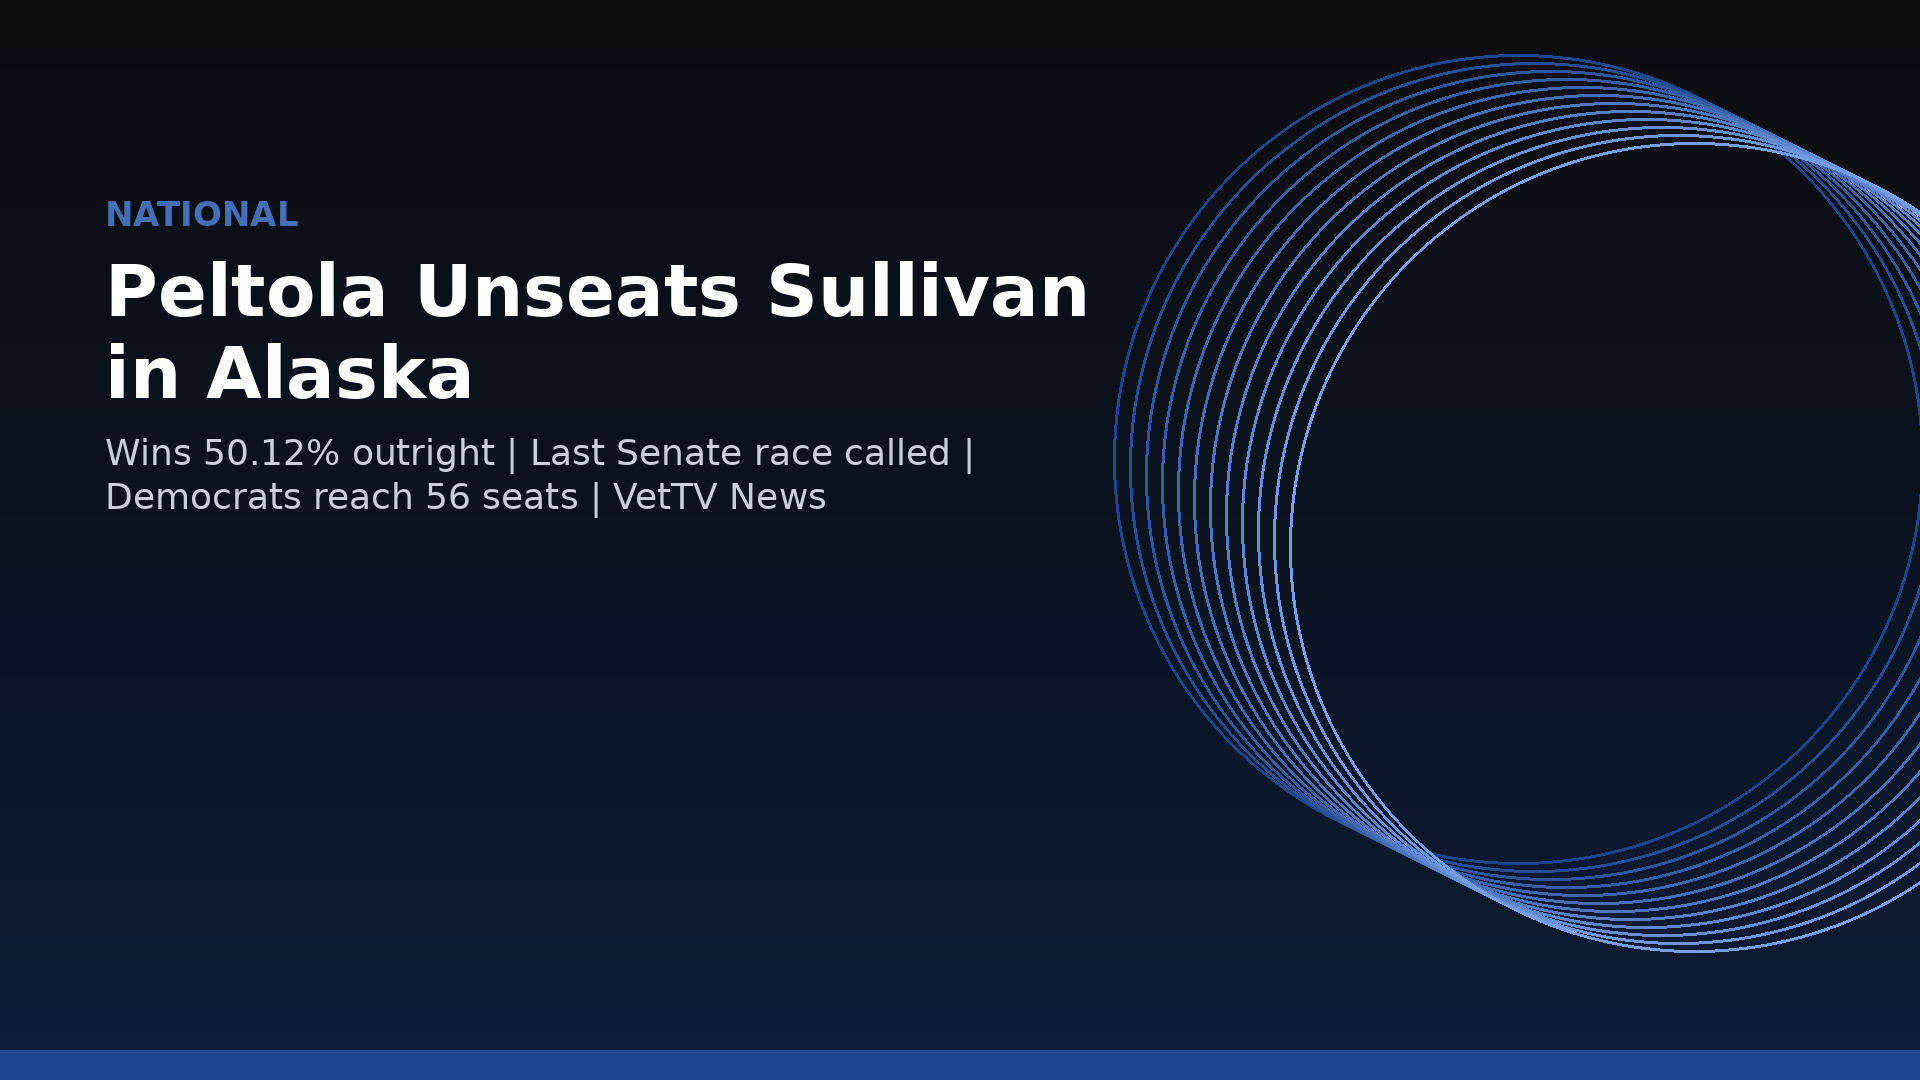 NATIONAL
Peltola Unseats Sullivan
in Alaska
Wins 50.12% outright | Last Senate race called |
Democrats reach 56 seats | VetTV News